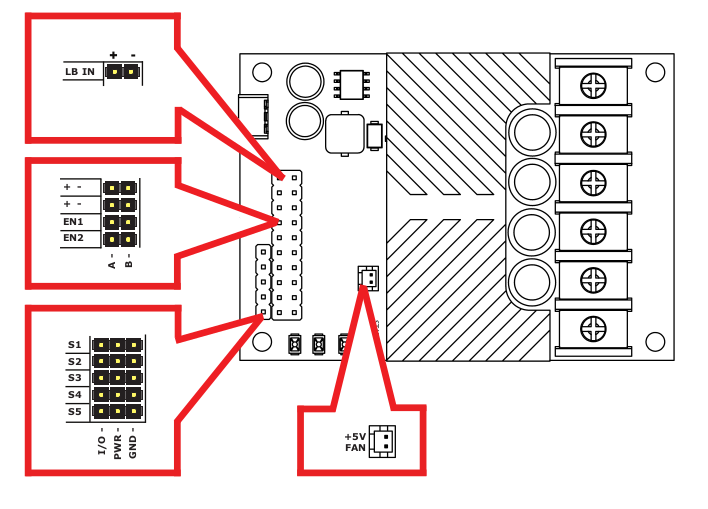 + -
LB IN
+ -
+ -
EN1
EN2
A -
B -
S1
S2
S3
S4
S5
I/O -
PWR -
GND -
+5V
FAN